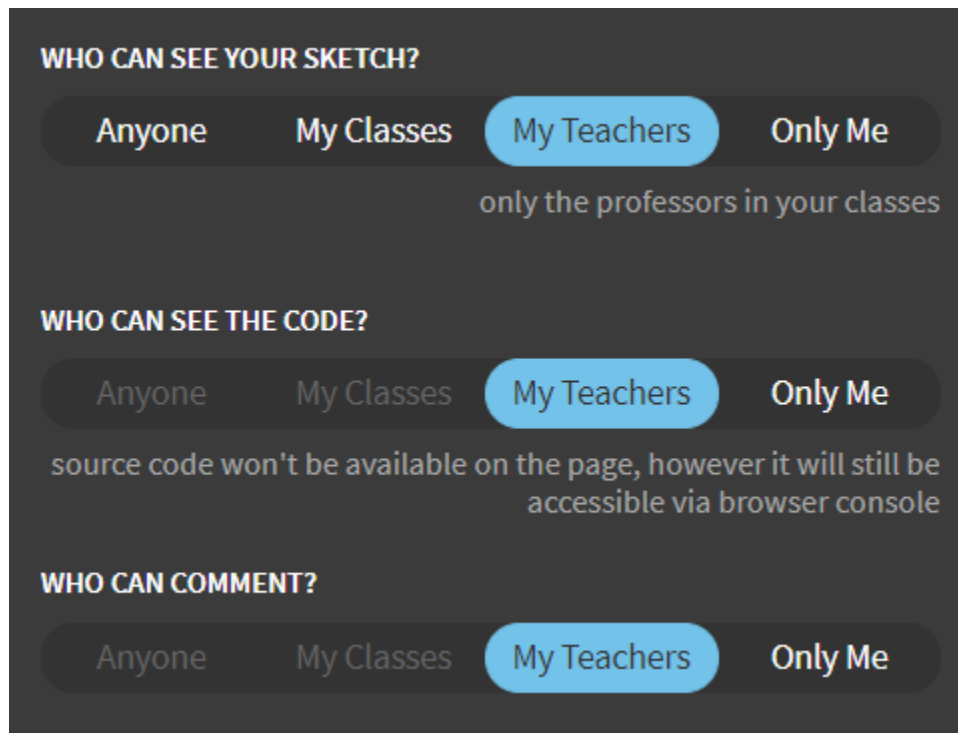 WHO CAN SEE YOUR SKETCH?
Anyone My Classes My Teachers Only Me
only the professors in your classes
WHO CAN SEE THE CODE?
Anyone My Classes My Teachers Only Me
source code won't be available on the page, however it will still be
accessible via browser console
WHO CAN COMMENT?
Anyone My Classes My Teachers Only Me